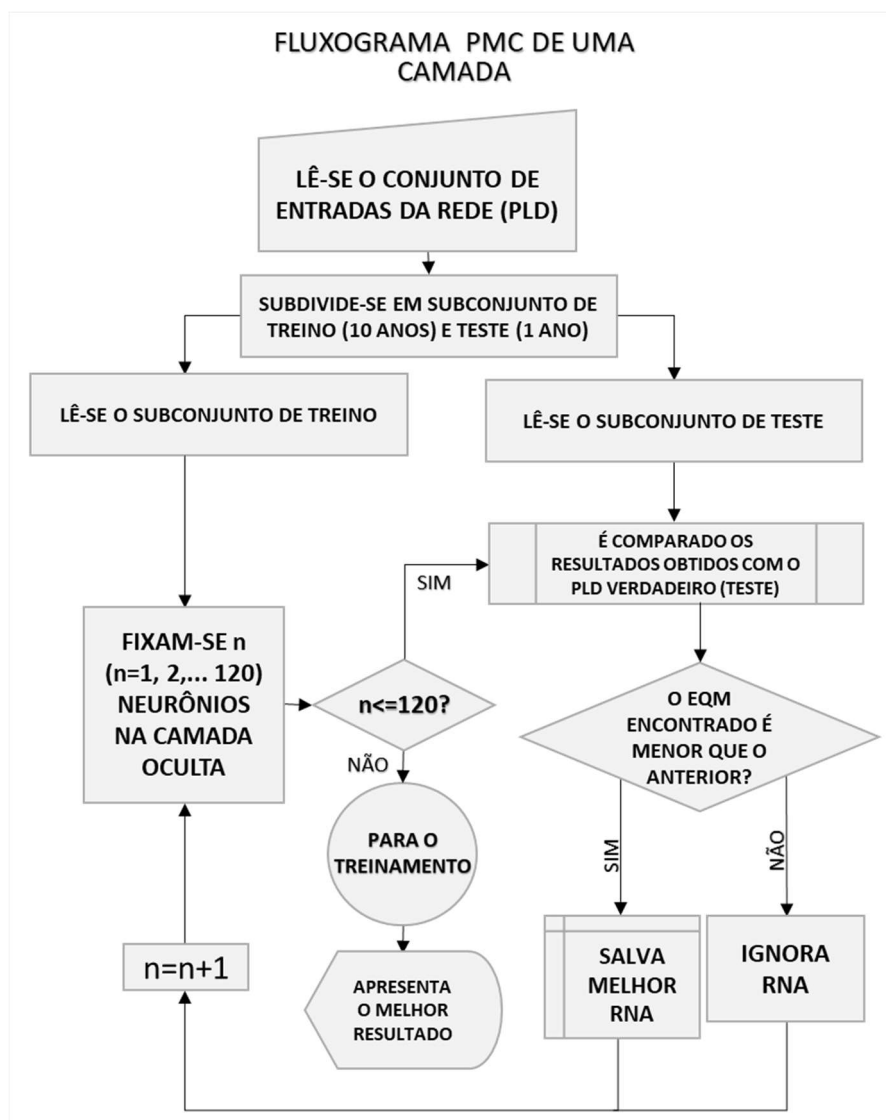 FLUXOGRAMA PMC DE UMA
CAMADA
LÊ-SE O CONJUNTO DE
ENTRADAS DA REDE (PLD)
SUBDIVIDE-SE EM SUBCONJUNTO DE
TREINO (10 ANOS) E TESTE (1 ANO)
LÊ-SE O SUBCONJUNTO DE TREINO
LÊ-SE O SUBCONJUNTO DE TESTE
É COMPARADO OS
RESULTADOS OBTIDOS COM O
PLD VERDADEIRO (TESTE)
SIM
FIXAM-SE n
(n=1, 2,... 120)
NEURÔNIOS
NA CAMADA
OCULTA
n<=120?
O EQM
ENCONTRADO É
MENOR QUE O
ANTERIOR?
NÃO
PARA O
TREINAMENTO
SIM
NÃO
n=n+1
APRESENTA
O MELHOR
RESULTADO
SALVA
MELHOR
RNA
IGNORA
RNA